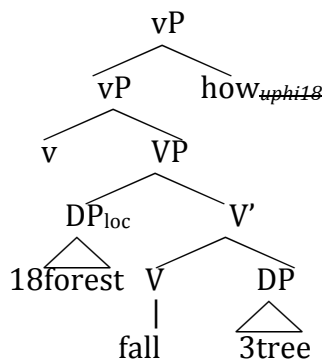 vP
vP how uphi18
v VP
DPloc V'
18forest V DP
fall 3tree